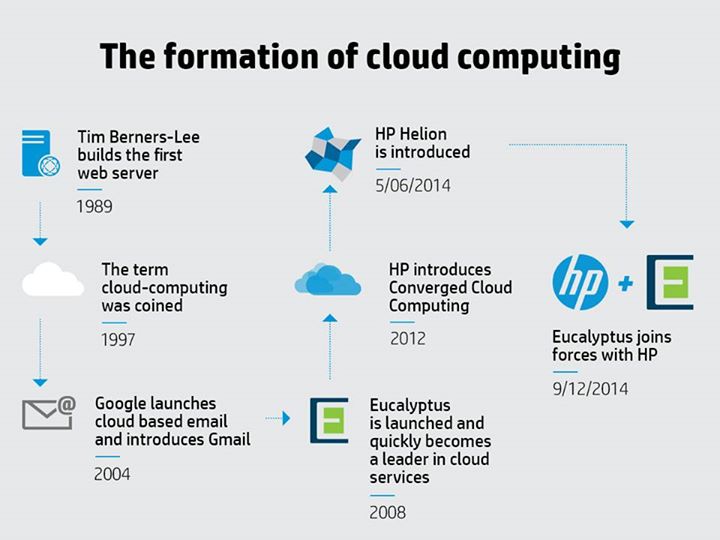 The formation of cloud computing
Tim Berners-Lee
builds the first
web server
1989
The term
cloud-computing
was coined
1997
@
Google launches
cloud based email
and introduces Gmail
2004
E
Eucalyptus
is launched and
quickly becomes
a leader in cloud
services
2008
HP introduces
Converged Cloud
Computing
2012
HP Helion
is introduced
5/06/2014
hp + E
Eucalyptus joins
forces with HP
9/12/2014